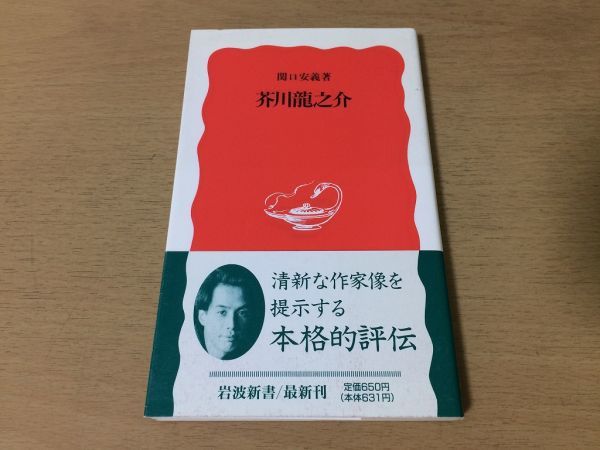 関口安義著
芥川龍之介
清新な作家像を
提示する
本格的評伝
岩波新書/最新刊
定価650円
(本体631円)